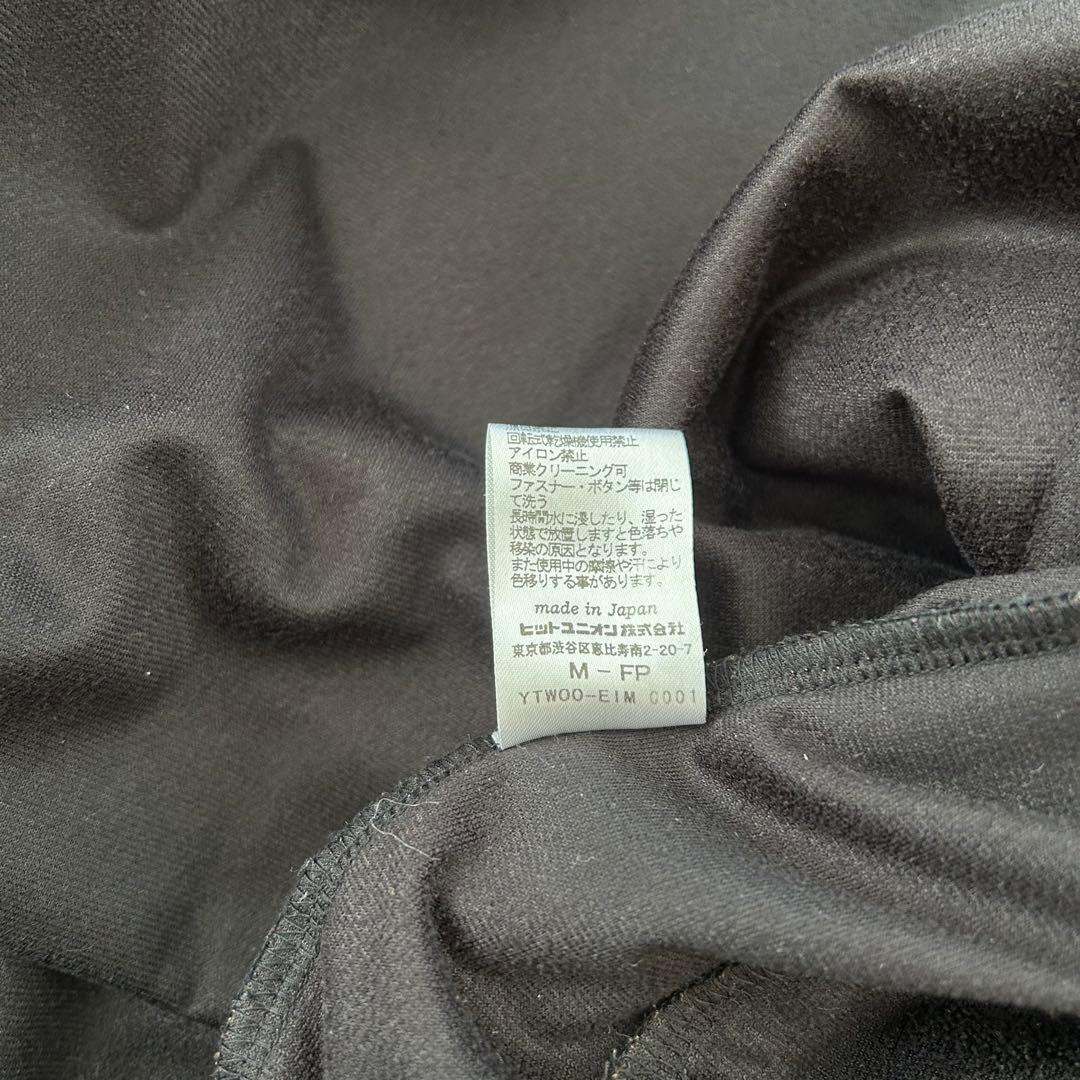 回転式乾燥機使用禁止
アイロン禁止
商業クリーニング可
ファスナー・ボタン等は閉じ
て洗う
長時間水に浸したり、湿った
状態で放置しますと色落ちや
移染の原因となります。
また使用中の摩擦や汗により
色移りする事があります。
made in Japan
ヒットユニオン株式会社
東京都渋谷区恵比寿南2-20-7
M-FP
YTW00-EIM 0001